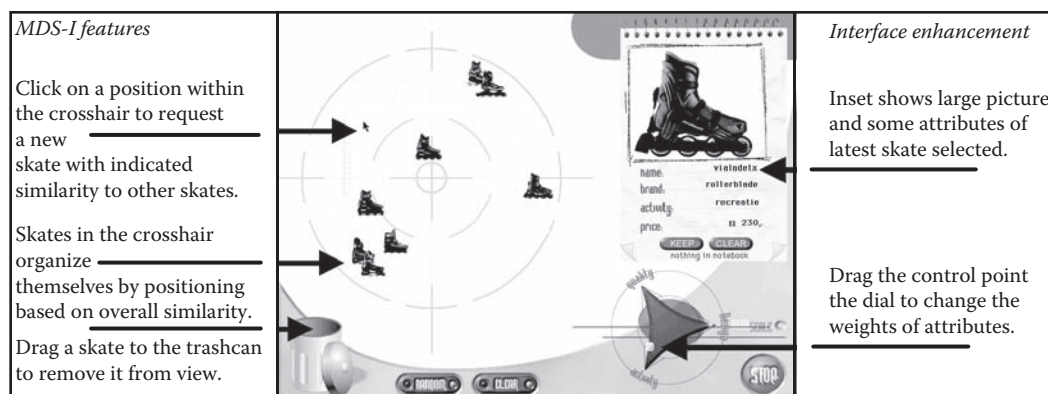 MDS-I features
Click on a position within
the crosshair to request
a new
skate with indicated
similarity to other skates.
Skates in the crosshair
organize
themselves by positioning
based on overall similarity.
Drag a skate to the trashcan
to remove it from view.
name: vialadetx
brand: rollerblade
activity: recreatie
price: 230,-
KEEP CLEAR
nothing in notebook
quality
SCALE
activity
RANDOM CLEAR
STOP
Interface enhancement
Inset shows large picture
and some attributes of
latest skate selected.
Drag the control point
the dial to change the
weights of attributes.